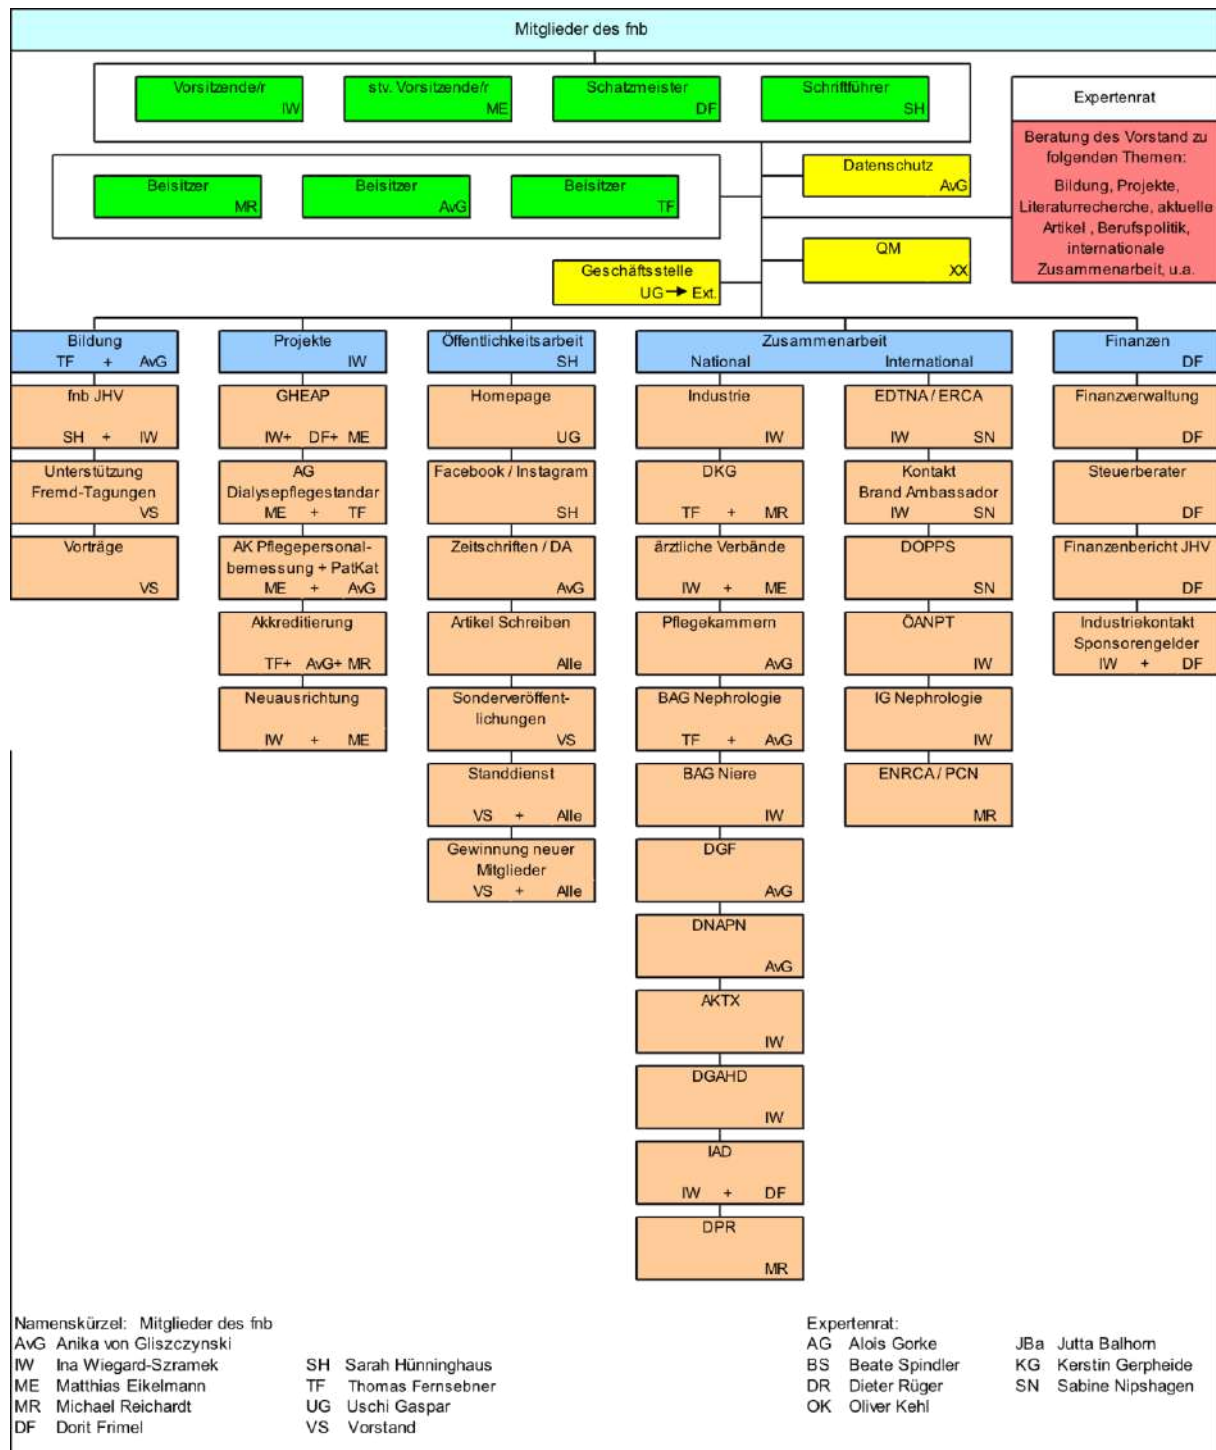 Mitglieder des fnb
Vorsitzende/r
IW
stv. Vorsitzende/r
ME
Schatzmeister
DF
Schriftführer
SH
Expertenrat
Beratung des Vorstand zu
folgenden Themen:
Bildung, Projekte,
Literaturrecherche, aktuelle
Artikel , Berufspolitik,
internationale
Zusammenarbeit, u.a.
Beisitzer
MR
Beisitzer
AvG
Beisitzer
TF
Datenschutz
AvG
QM
XX
Geschäftsstelle
UG → Ext.
Bildung
TF + AvG
fnb JHV
SH + IW
Unterstützung
Fremd-Tagungen
VS
Vorträge
VS
Projekte
IW
GHEAP
IW+ DF+ ME
AG
Dialysepflegestandar
ME + TF
AK Pflegepersonal-
bemessung + PatKat
ME + AvG
Akkreditierung
TF+ AvG+ MR
Neuausrichtung
IW + ME
Öffentlichkeitsarbeit
SH
Homepage
UG
Facebook / Instagram
SH
Zeitschriften / DA
AvG
Artikel Schreiben
Alle
Sonderveröffent-
lichungen
VS
Standdienst
VS + Alle
Gewinnung neuer
Mitglieder
VS + Alle
Zusammenarbeit
National International
Industrie
IW
DKG
TF + MR
ärztliche Verbände
IW + ME
Pflegekammern
AvG
BAG Nephrologie
TF + AvG
BAG Niere
IW
DGF
AvG
DNAPN
AvG
AKTX
IW
DGAHD
IW
IAD
IW + DF
DPR
MR
EDTNA / ERCA
IW SN
Kontakt
Brand Ambassador
IW SN
DOPPS
SN
ÖANPT
IW
IG Nephrologie
IW
ENRCA / PCN
MR
Finanzen
DF
Finanzverwaltung
DF
Steuerberater
DF
Finanzenbericht JHV
DF
Industriekontakt
Sponsorengelder
IW + DF
Namenskürzel: Mitglieder des fnb
AvG Anika von Gliszczynski
IW Ina Wiegard-Szramek
ME Matthias Eikelmann
MR Michael Reichardt
DF Dorit Frimel
SH Sarah Hünninghaus
TF Thomas Fernsebner
UG Uschi Gaspar
VS Vorstand
Expertenrat:
AG Alois Gorke
BS Beate Spindler
DR Dieter Rüger
OK Oliver Kehl
JBa Jutta Balhorn
KG Kerstin Gerpheide
SN Sabine Nipshagen